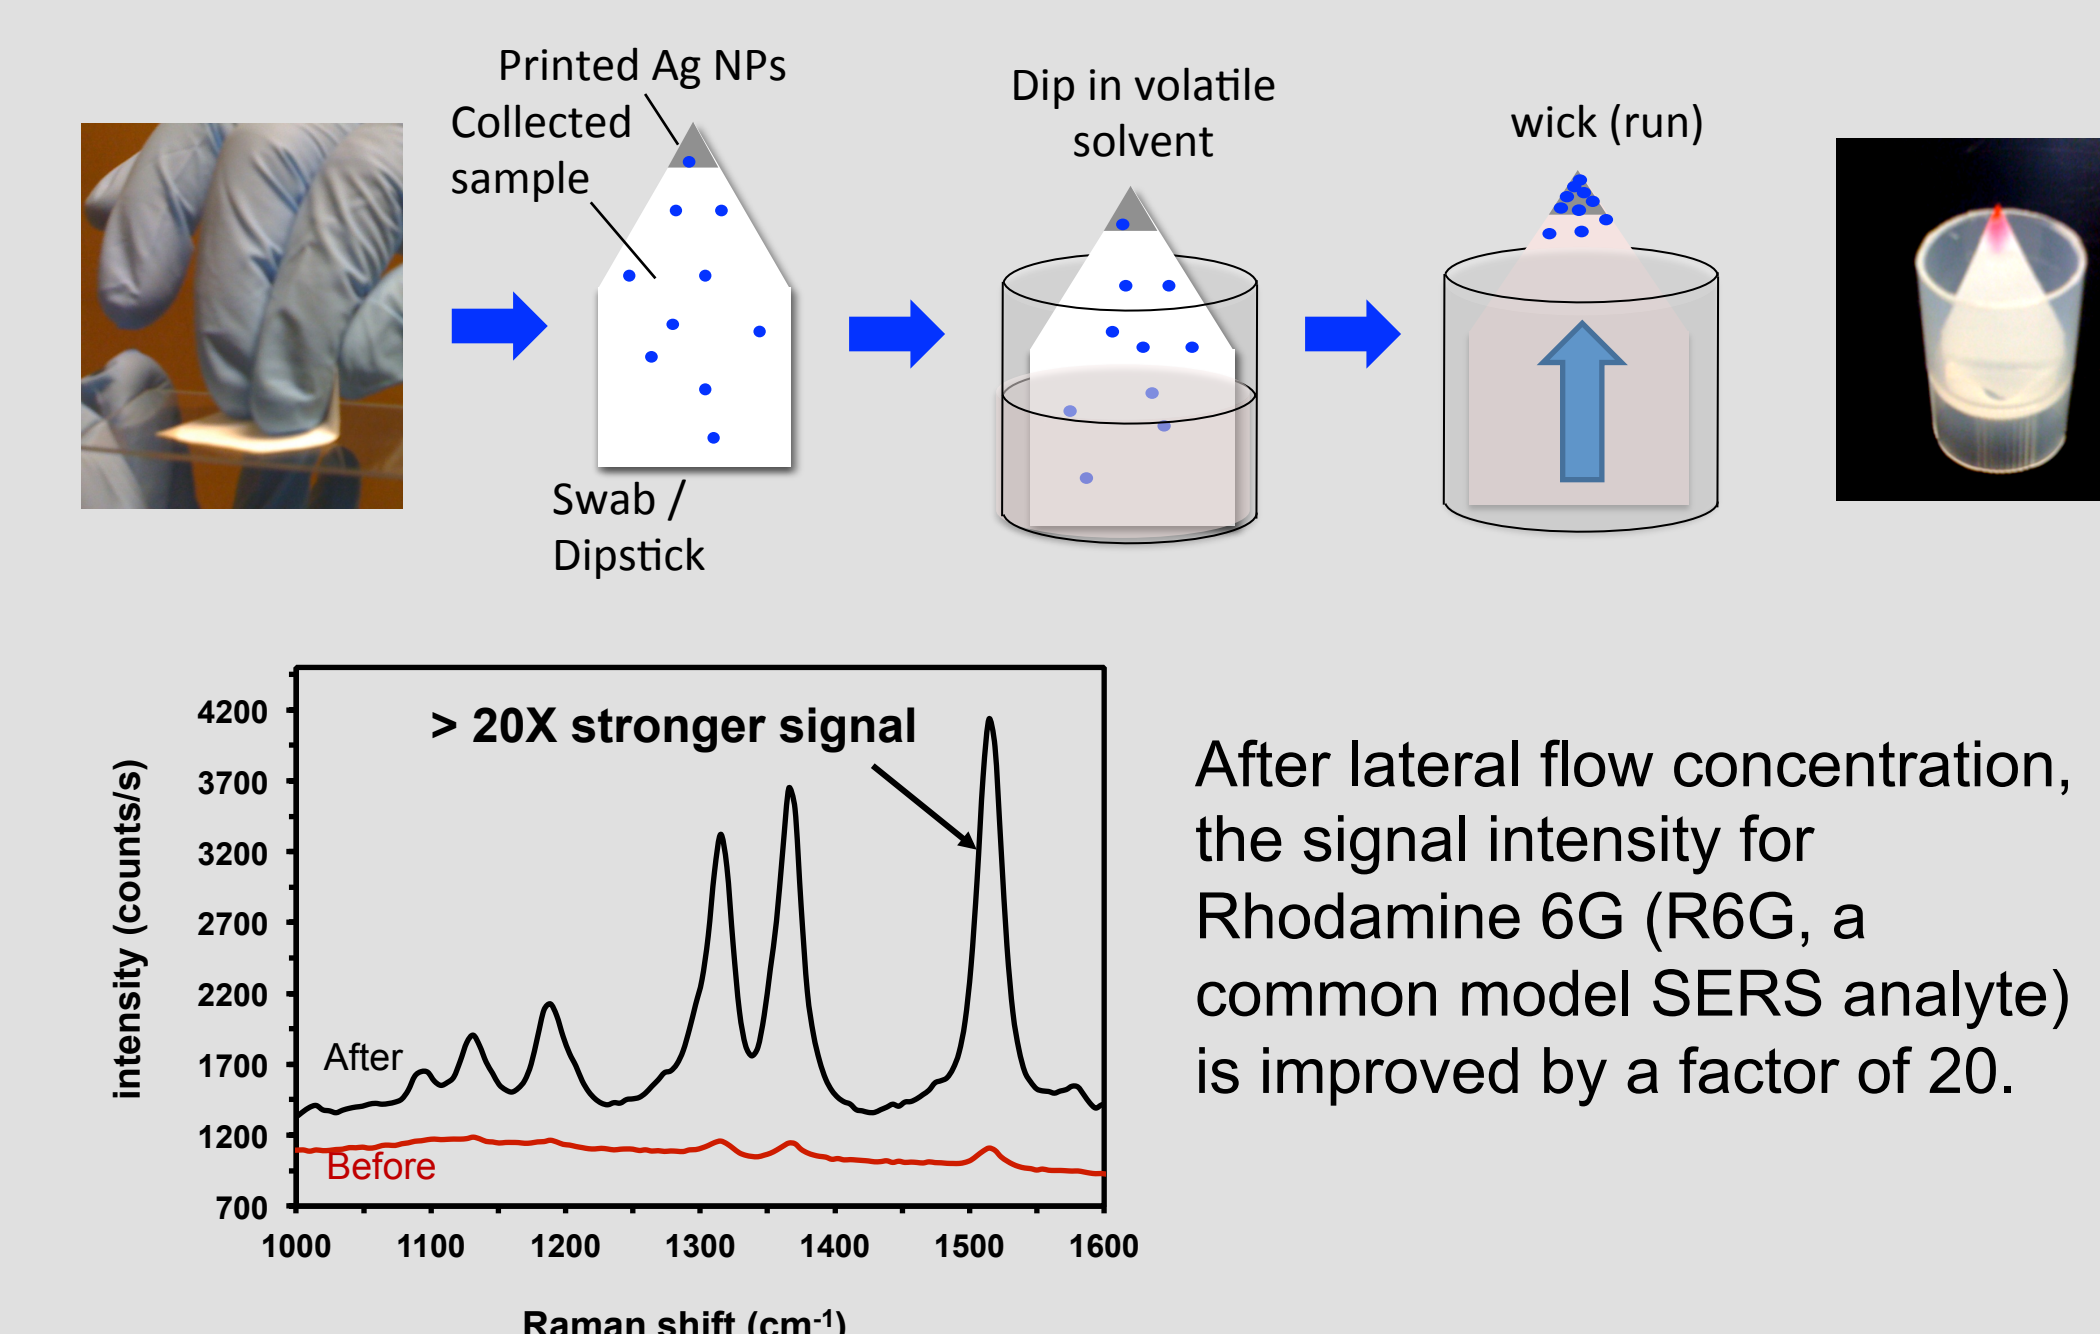 Printed Ag NPs
Collected
sample
Swab /
Dipstick
Dip in volatile
solvent
wick (run)
> 20X stronger signal
After
Before
intensity (counts/s)
4200
3700
3200
2700
2200
1700
1200
700
1000 1100 1200 1300 1400 1500 1600
Raman shift (cm-1)
After lateral flow concentration,
the signal intensity for
Rhodamine 6G (R6G, a
common model SERS analyte)
is improved by a factor of 20.